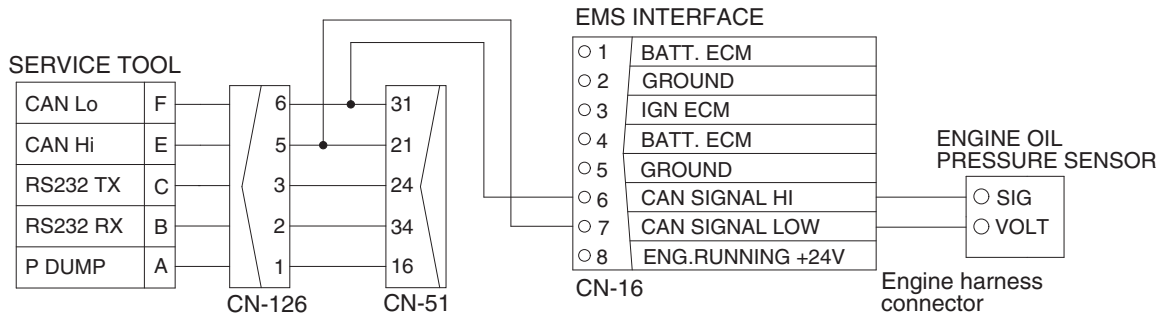 EMS INTERFACE
SERVICE TOOL
CAN Lo F
CAN Hi E
RS232 TX C
RS232 RX B
P DUMP A
6
5
3
2
1
CN-126
31
21
24
34
16
CN-51
1 BATT. ECM
2 GROUND
3 IGN ECM
4 BATT. ECM
5 GROUND
6 CAN SIGNAL HI
7 CAN SIGNAL LOW
8 ENG.RUNNING +24V
CN-16
ENGINE OIL
PRESSURE SENSOR
SIG
VOLT
Engine harness
connector